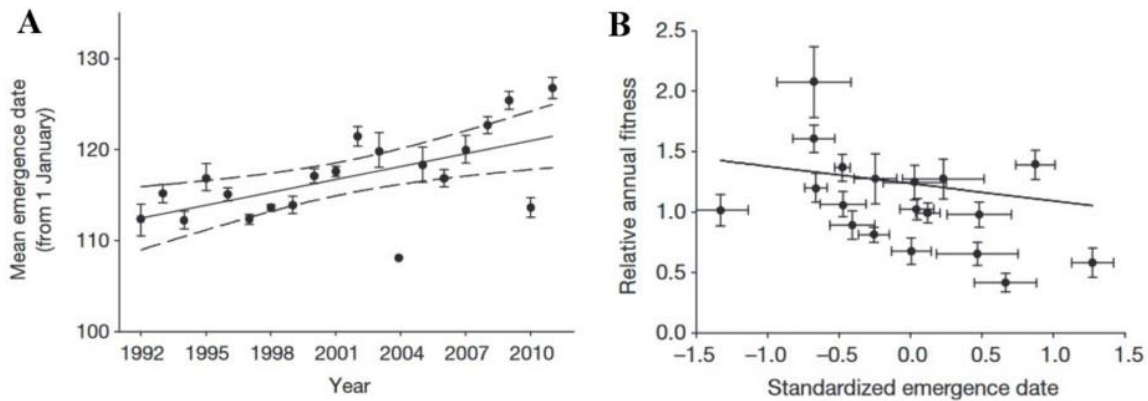 A
Mean emergence date
(from 1 January)
130
120
110
100
1992 1995 1998 2001 2004 2007 2010
Year
B
Relative annual fitness
2.5
2.0
1.5
1.0
0.5
0.0
−1.5 −1.0 −0.5 0.0 0.5 1.0 1.5
Standardized emergence date